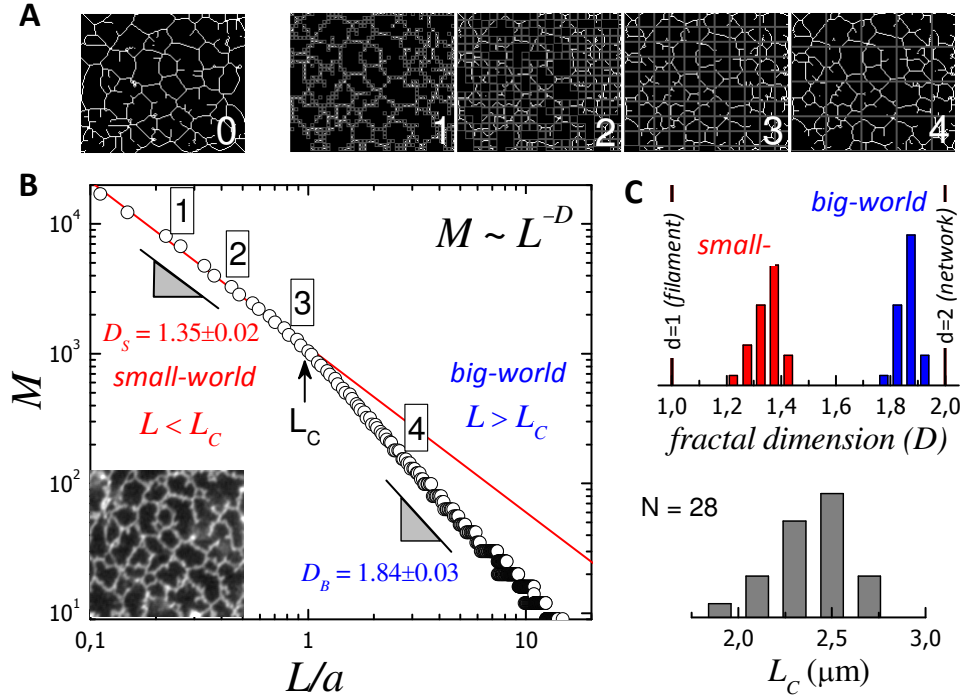 A
0
1
2
3
4
B
M ~ L^-D
10^4
10^3
10^2
10^1
M
1
2
3
4
D_S = 1.35±0.02
small-world
L < L_C
L_C
big-world
L > L_C
D_B = 1.84±0.03
0,1
1
10
L/a
C
big-world
small-
d=1 (filament)
d=2 (network)
1,0
1,2
1,4
1,6
1,8
2,0
fractal dimension (D)
N = 28
2,0
2,5
3,0
L_C (μm)